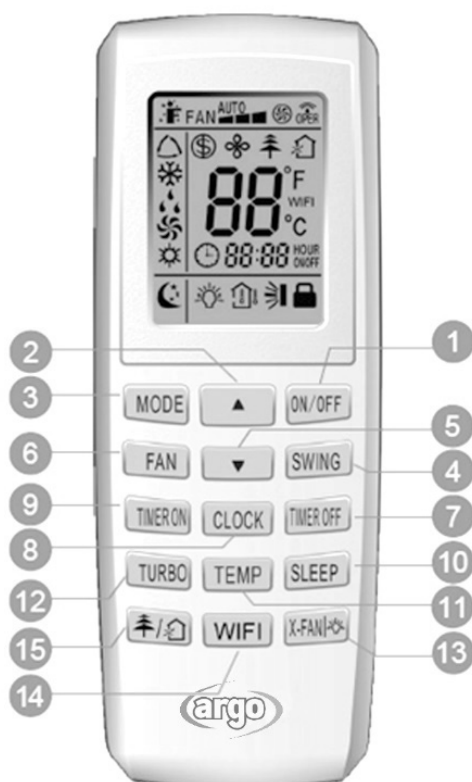 FAN AUTO OPER
88 °F
WIFI
°C
88:88 HOUR
ON/OFF
2 1
3 MODE ▲ ON/OFF
5
6 FAN ▼ SWING
4
9 TIMER ON CLOCK TIMER OFF
7
8
12 TURBO TEMP SLEEP 10
11
15 WIFI X-FAN 13
14
argo